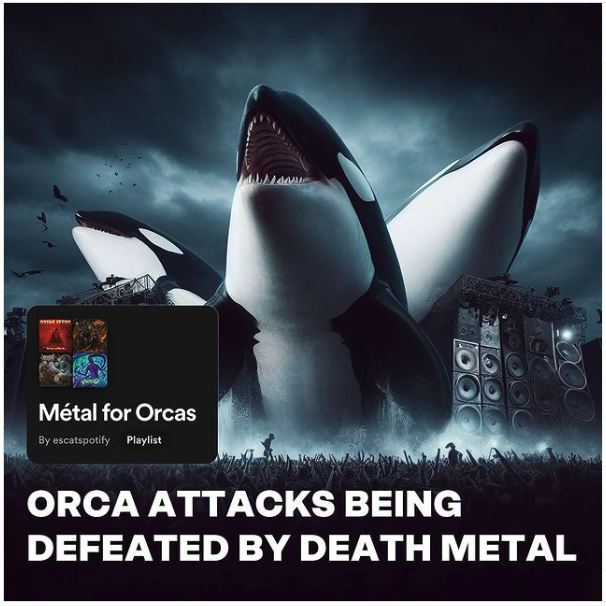 Métal for Orcas
By escatspotify Playlist
ORCA ATTACKS BEING
DEFEATED BY DEATH METAL